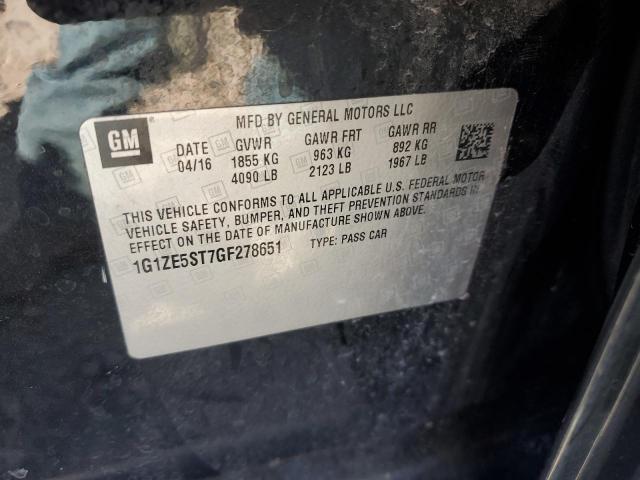 MFD BY GENERAL MOTORS LLC
GM
DATE GVWR GAWR FRT GAWR RR
04/16 1855 KG 963 KG 892 KG
4090 LB 2123 LB 1967 LB
THIS VEHICLE CONFORMS TO ALL APPLICABLE U.S. FEDERAL MOTOR
VEHICLE SAFETY, BUMPER, AND THEFT PREVENTION STANDARDS IN
EFFECT ON THE DATE OF MANUFACTURE SHOWN ABOVE.
1G1ZE5ST7GF278651 TYPE: PASS CAR